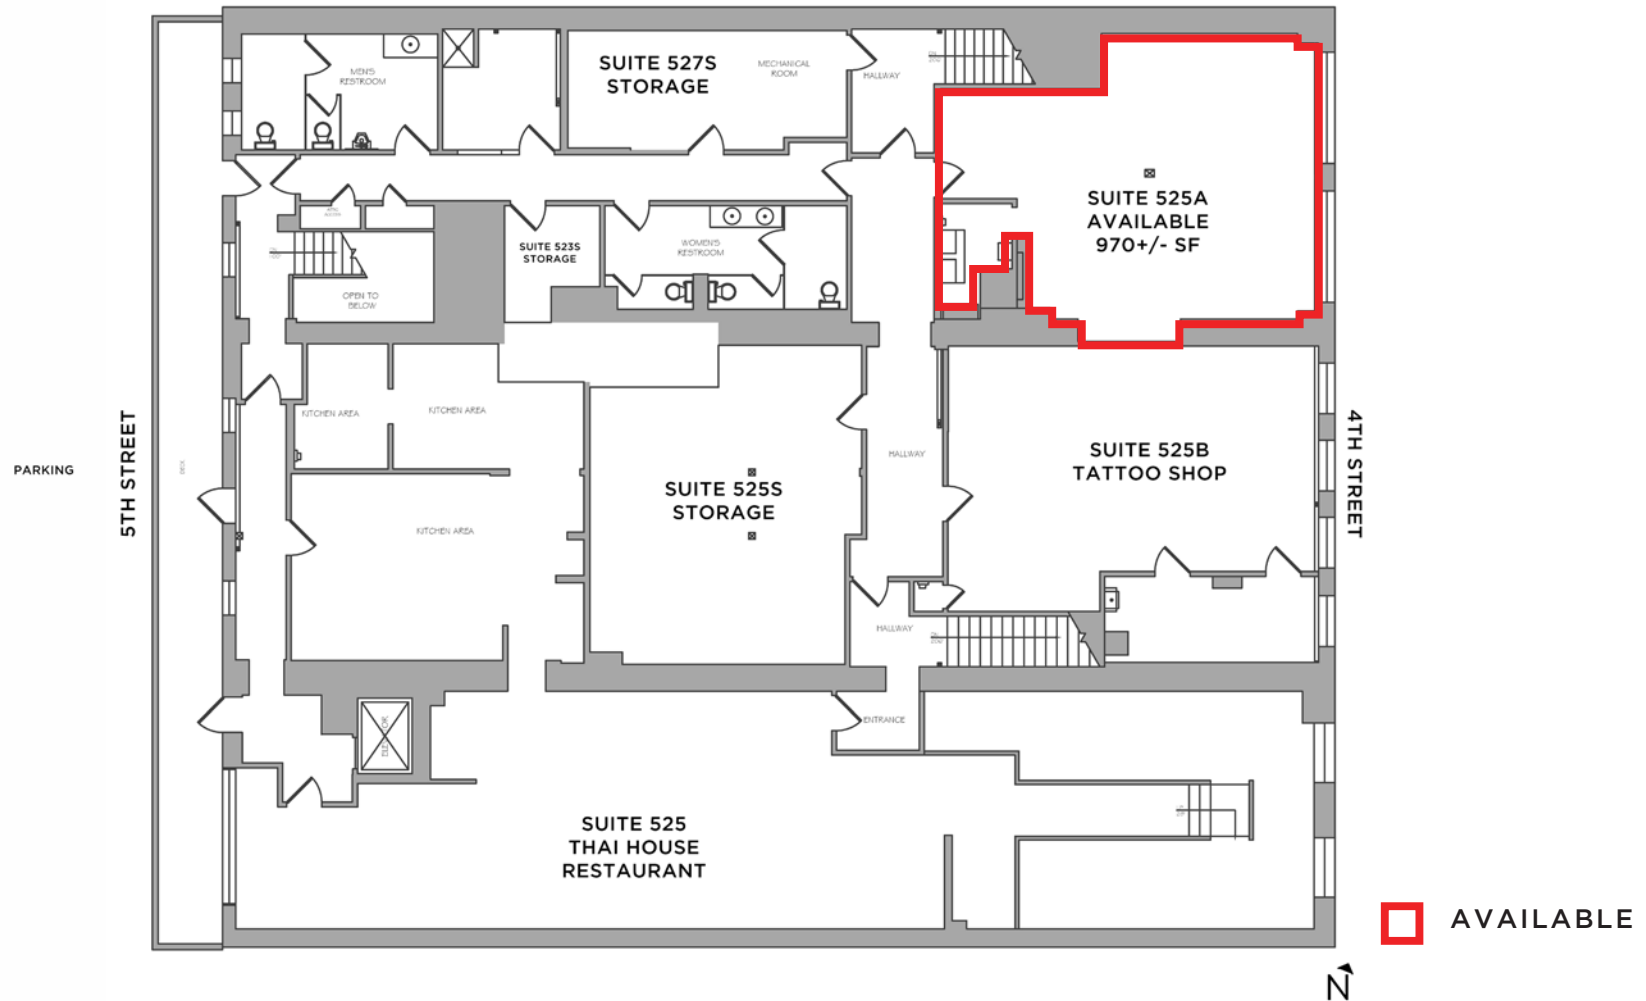 MEN'S
RESTROOM
SUITE 527S
STORAGE
MECHANICAL
ROOM
HALLWAY
SUITE 525A
AVAILABLE
970+/- SF
SUITE 523S
STORAGE
WOMEN'S
RESTROOM
OPEN TO
BELOW
PARKING
5TH STREET
DECK
KITCHEN AREA
KITCHEN AREA
KITCHEN AREA
SUITE 525S
STORAGE
HALLWAY
SUITE 525B
TATTOO SHOP
4TH STREET
HALLWAY
ELEVATOR
ENTRANCE
SUITE 525
THAI HOUSE
RESTAURANT
AVAILABLE
N